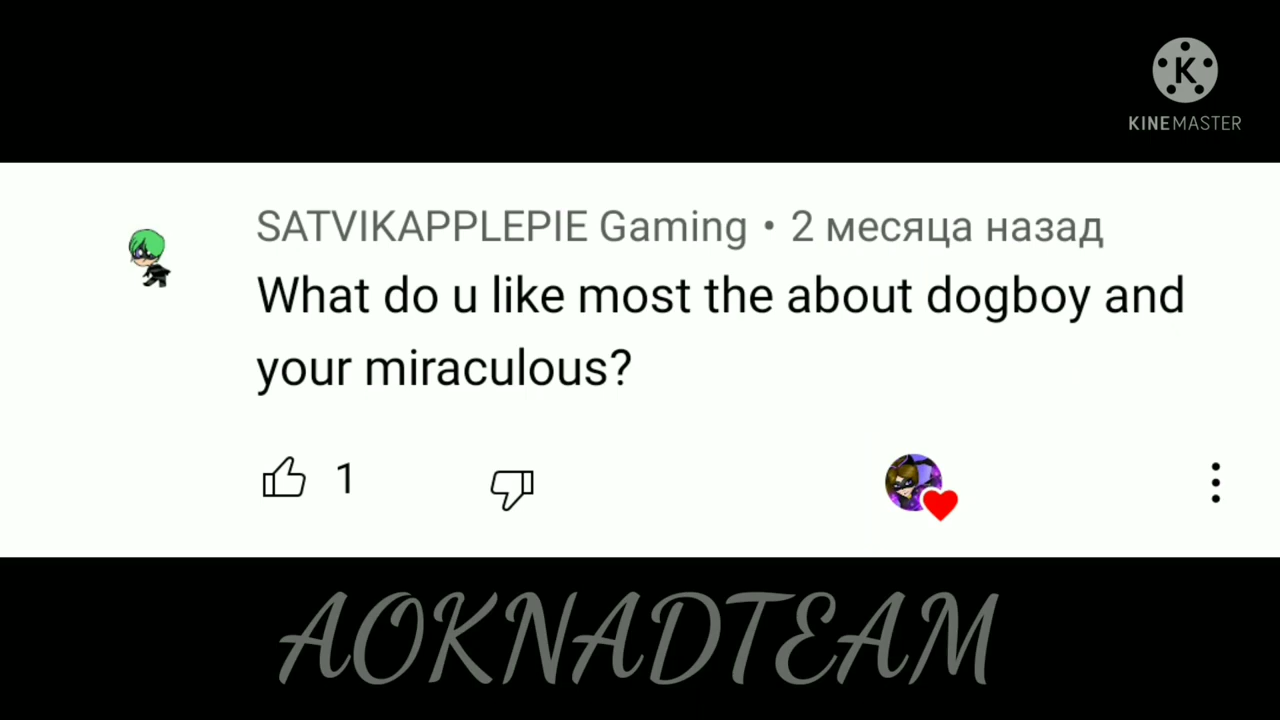 K
KINEMASTER
SATVIKAPPLEPIE Gaming • 2 месяца назад
What do u like most the about dogboy and
your miraculous?
1
AOKNADTEAM